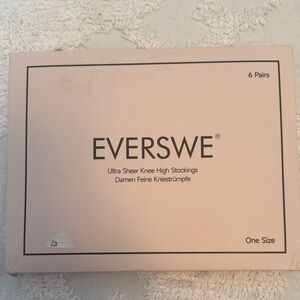 6 Pairs
EVERSWE®
Ultra Sheer Knee High Stockings
Damen Feine Kniestrümpfe
One Size